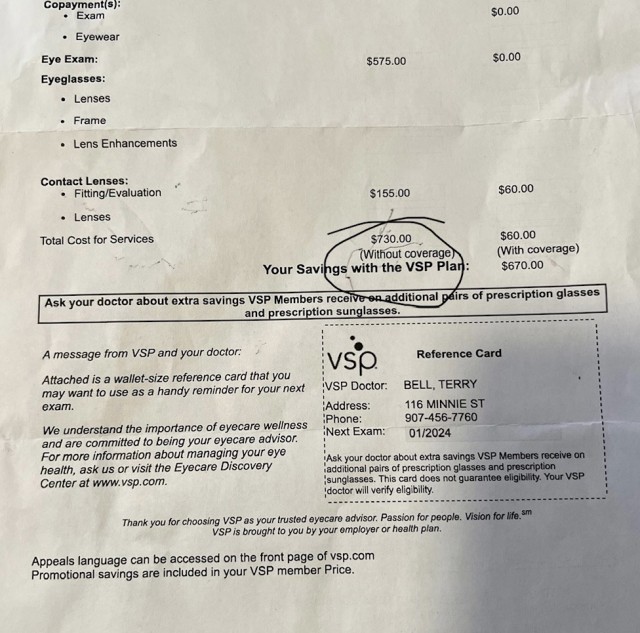 Copayment(s):
• Exam $0.00
• Eyewear
Eye Exam: $575.00 $0.00
Eyeglasses:
• Lenses
• Frame
• Lens Enhancements
Contact Lenses:
• Fitting/Evaluation $155.00 $60.00
• Lenses
Total Cost for Services $730.00 $60.00
(Without coverage) (With coverage)
Your Savings with the VSP Plan: $670.00
Ask your doctor about extra savings VSP Members receive on additional pairs of prescription glasses
and prescription sunglasses.
A message from VSP and your doctor:
Attached is a wallet-size reference card that you
may want to use as a handy reminder for your next
exam.
We understand the importance of eyecare wellness
and are committed to being your eyecare advisor.
For more information about managing your eye
health, ask us or visit the Eyecare Discovery
Center at www.vsp.com.
vsp. Reference Card
VSP Doctor: BELL, TERRY
Address: 116 MINNIE ST
Phone: 907-456-7760
Next Exam: 01/2024
Ask your doctor about extra savings VSP Members receive on
additional pairs of prescription glasses and prescription
sunglasses. This card does not guarantee eligibility. Your VSP
doctor will verify eligibility.
Thank you for choosing VSP as your trusted eyecare advisor. Passion for people. Vision for life.sm
VSP is brought to you by your employer or health plan.
Appeals language can be accessed on the front page of vsp.com
Promotional savings are included in your VSP member Price.